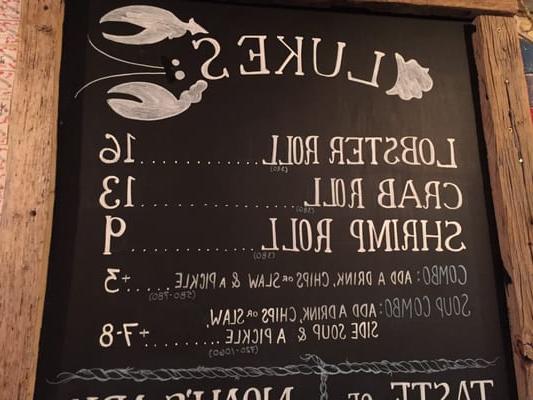 LUKE'S:
LOBSTER ROLL.............16
(380)
CRAB ROLL.............13
(380)
SHRIMP ROLL.............9
(380)
COMBO: ADD A DRINK, CHIPS OR SLAW & A PICKLE......+3
(580-780)
SOUP COMBO: ADD A DRINK, CHIPS OR SLAW,
SIDE SOUP & A PICKLE..........+7-8
(720-1060)
TASTE OF